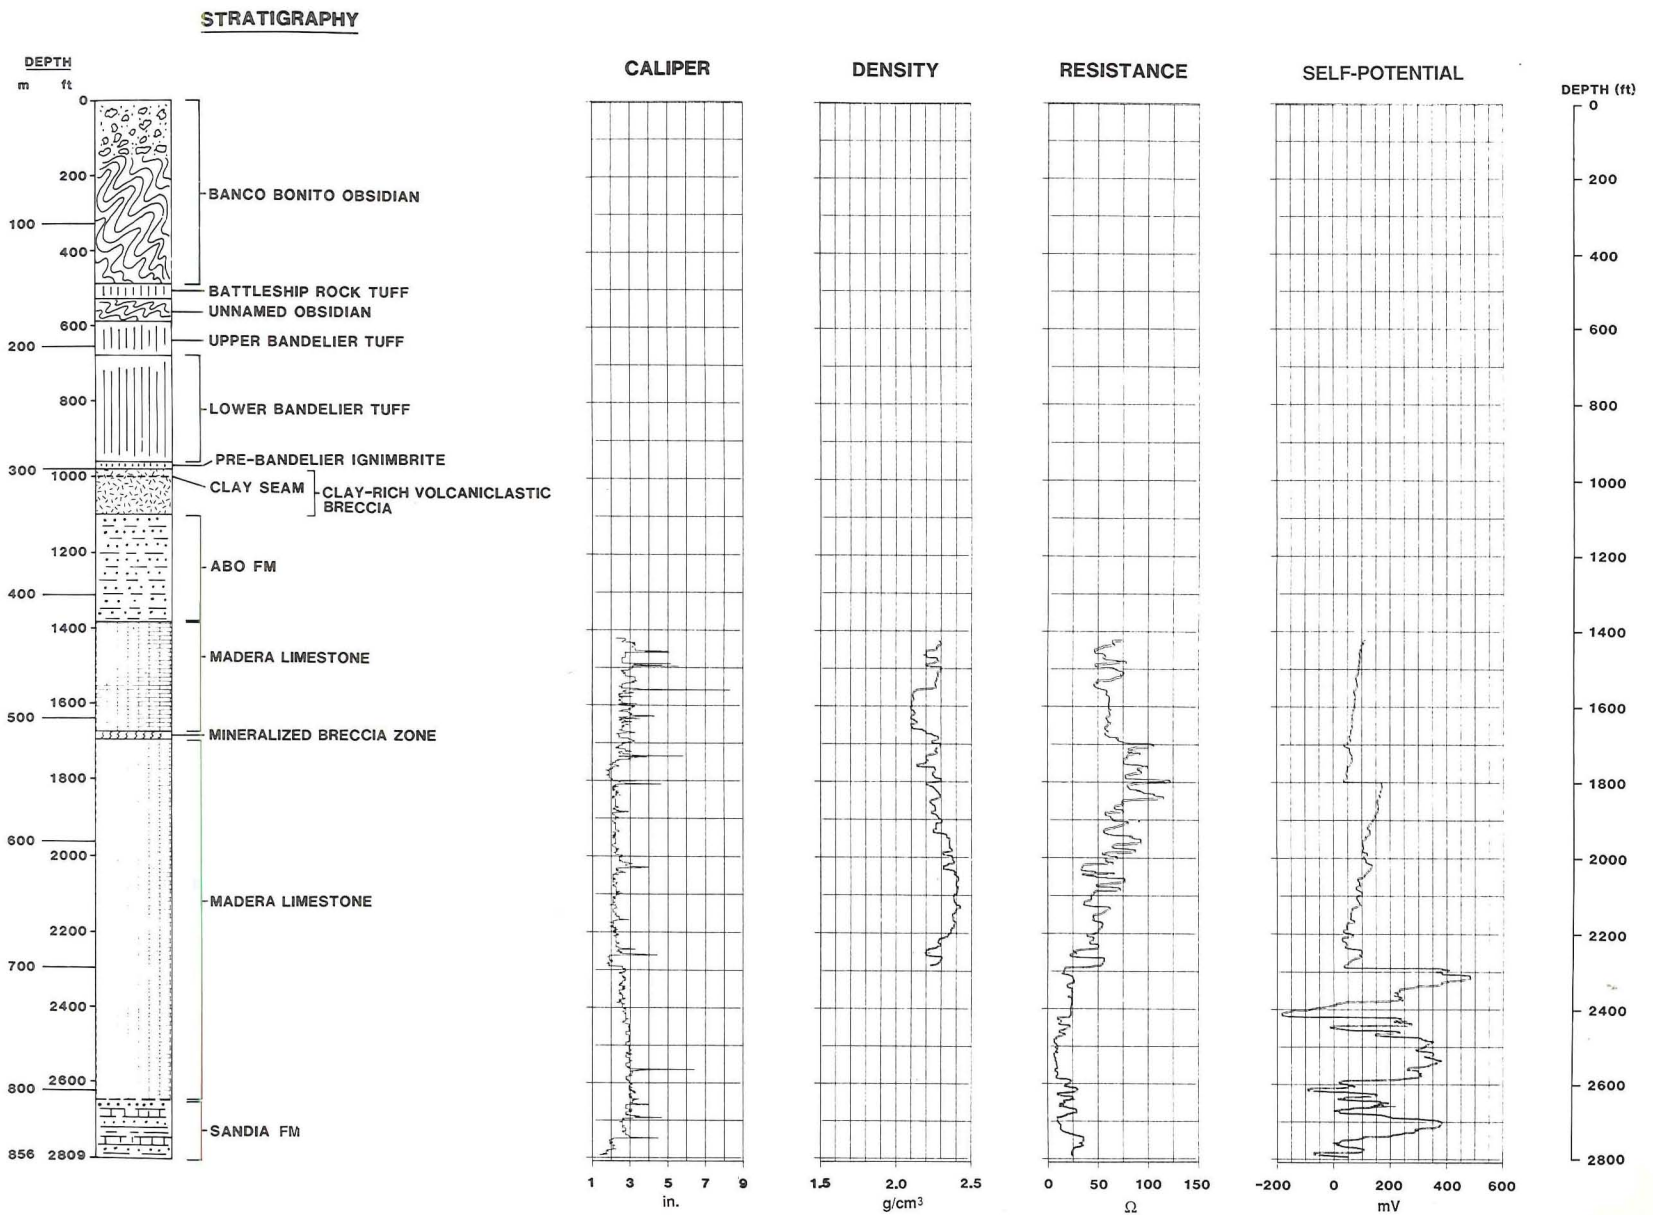 STRATIGRAPHY
DEPTH
m ft
CALIPER
DENSITY
RESISTANCE
SELF-POTENTIAL
DEPTH (ft)
0
200
100
400
600
200
800
300
1000
1200
400
1400
1600
500
1800
600
2000
2200
700
2400
2600
800
856 2809
BANCO BONITO OBSIDIAN
BATTLESHIP ROCK TUFF
UNNAMED OBSIDIAN
UPPER BANDELIER TUFF
LOWER BANDELIER TUFF
PRE-BANDELIER IGNIMBRITE
CLAY SEAM
CLAY-RICH VOLCANICLASTIC
BRECCIA
ABO FM
MADERA LIMESTONE
MINERALIZED BRECCIA ZONE
MADERA LIMESTONE
SANDIA FM
1 3 5 7 9
in.
1.5 2.0 2.5
g/cm³
0 50 100 150
Ω
-200 0 200 400 600
mV
0
200
400
600
800
1000
1200
1400
1600
1800
2000
2200
2400
2600
2800